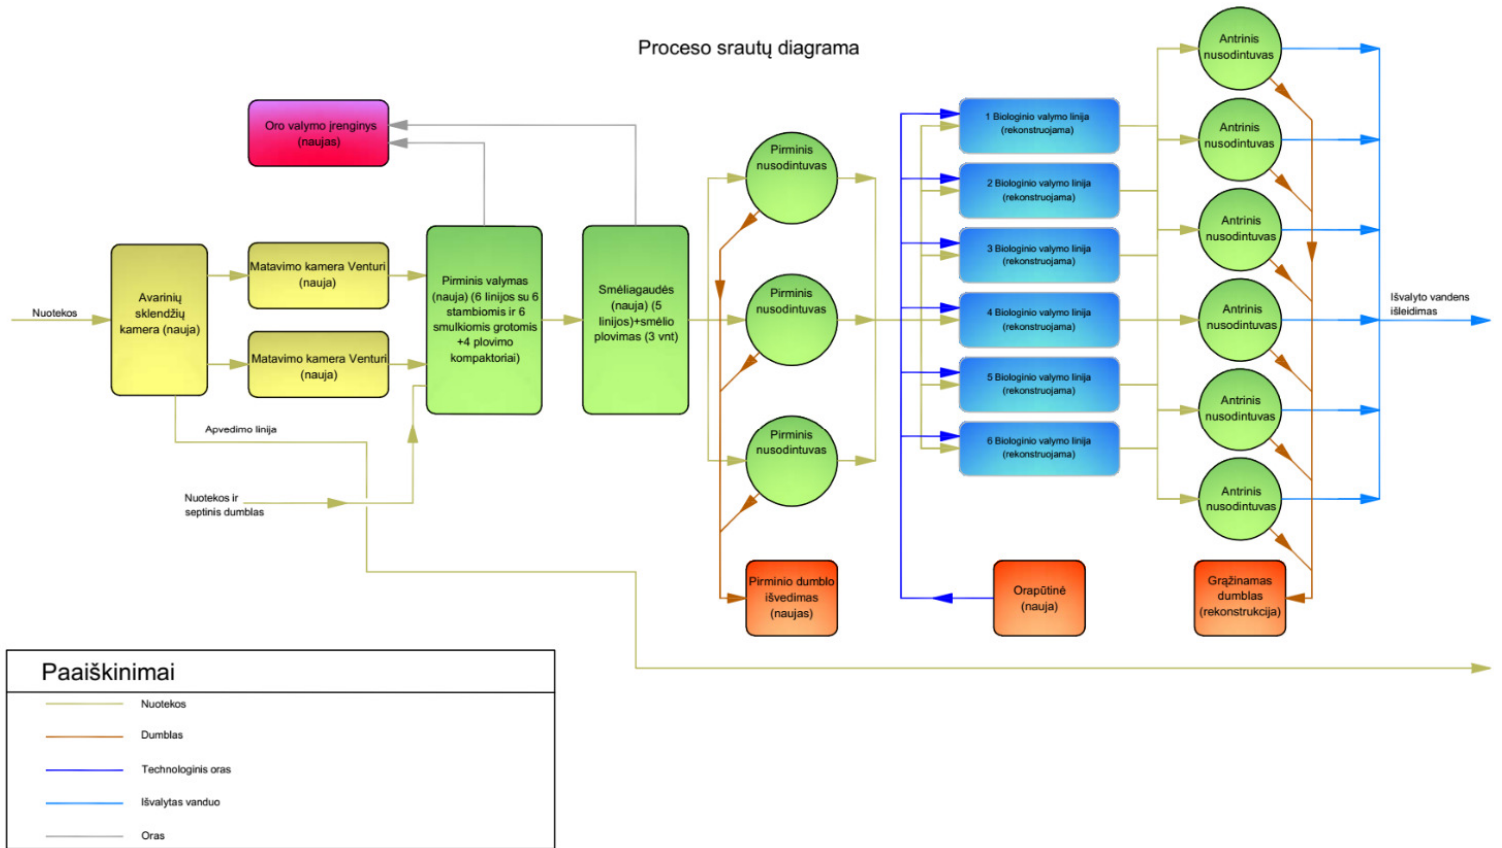 Proceso srautų diagrama
Oro valymo įrenginys
(naujas)
Nuotekos
Avarinių
sklendžių
kamera (nauja)
Matavimo kamera Venturi
(nauja)
Matavimo kamera Venturi
(nauja)
Apvedimo linija
Nuotekos ir
septinis dumblas
Pirminis valymas
(nauja) (6 linijos su 6
stambiomis ir 6
smulkiomis grotomis
+4 plovimo
kompaktoriai)
Smėliagaudės
(nauja) (5
linijos)+smėlio
plovimas (3 vnt)
Pirminis
nusodintuvas
Pirminis
nusodintuvas
Pirminis
nusodintuvas
Pirminio dumblo
išvedimas
(naujas)
1 Biologinio valymo linija
(rekonstruojama)
2 Biologinio valymo linija
(rekonstruojama)
3 Biologinio valymo linija
(rekonstruojama)
4 Biologinio valymo linija
(rekonstruojama)
5 Biologinio valymo linija
(rekonstruojama)
6 Biologinio valymo linija
(rekonstruojama)
Orapūtinė
(nauja)
Antrinis
nusodintuvas
Antrinis
nusodintuvas
Antrinis
nusodintuvas
Antrinis
nusodintuvas
Antrinis
nusodintuvas
Antrinis
nusodintuvas
Grąžinamas
dumblas
(rekonstrukcija)
Išvalyto vandens
išleidimas
Paaiškinimai
Nuotekos
Dumblas
Technologinis oras
Išvalytas vanduo
Oras